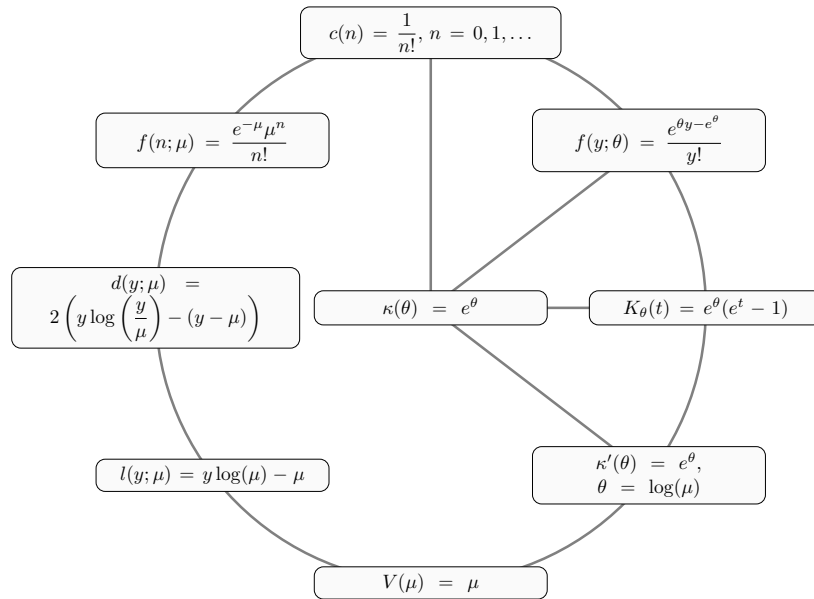 c(n) = 1/n!, n = 0, 1, …
f(n; μ) = e^{−μ}μ^n / n!
f(y; θ) = e^{θy−e^θ} / y!
d(y; μ) =
2 (y log (y/μ) − (y − μ))
κ(θ) = e^θ
K_θ(t) = e^θ(e^t − 1)
l(y; μ) = y log(μ) − μ
κ′(θ) = e^θ,
θ = log(μ)
V(μ) = μ